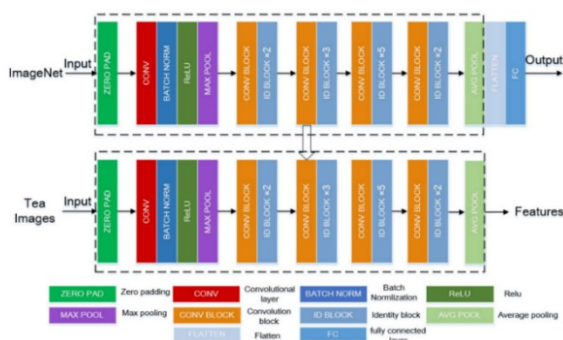 ImageNet
Input
ZERO PAD
CONV
BATCH NORM
ReLU
MAX POOL
CONV BLOCK
ID BLOCK ×2
CONV BLOCK
ID BLOCK ×3
CONV BLOCK
ID BLOCK ×5
CONV BLOCK
ID BLOCK ×2
AVG POOL
FLATTEN
FC
Output
Tea
Images
Input
ZERO PAD
CONV
BATCH NORM
ReLU
MAX POOL
CONV BLOCK
ID BLOCK ×2
CONV BLOCK
ID BLOCK ×3
CONV BLOCK
ID BLOCK ×5
CONV BLOCK
ID BLOCK ×2
AVG POOL
Features
ZERO PAD Zero padding CONV Convolutional layer BATCH NORM Batch Normlization ReLU Relu
MAX POOL Max pooling CONV BLOCK Convolution block ID BLOCK Identity block AVG POOL Average pooling
FLATTEN Flatten FC fully connected